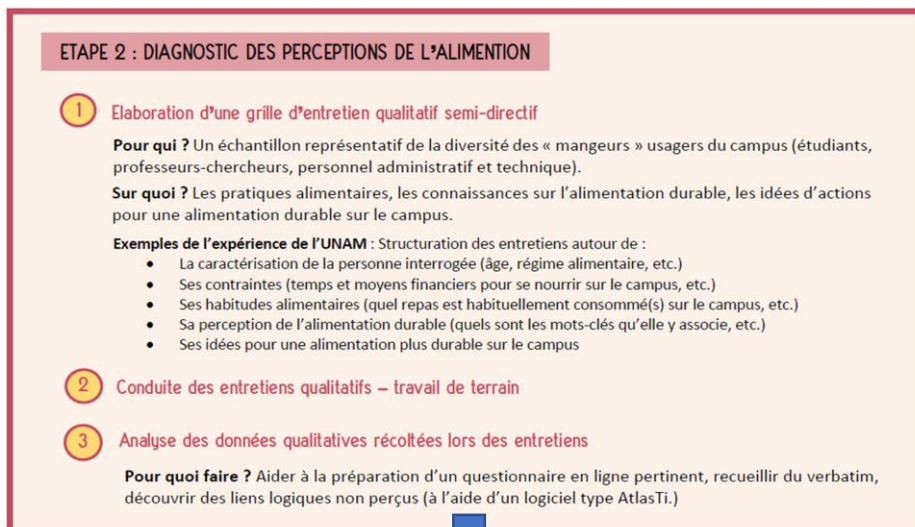 ETAPE 2 : DIAGNOSTIC DES PERCEPTIONS DE L'ALIMENTION
1 Elaboration d'une grille d'entretien qualitatif semi-directif
Pour qui ? Un échantillon représentatif de la diversité des « mangeurs » usagers du campus (étudiants,
professeurs-chercheurs, personnel administratif et technique).
Sur quoi ? Les pratiques alimentaires, les connaissances sur l'alimentation durable, les idées d'actions
pour une alimentation durable sur le campus.
Exemples de l'expérience de l'UNAM : Structuration des entretiens autour de :
• La caractérisation de la personne interrogée (âge, régime alimentaire, etc.)
• Ses contraintes (temps et moyens financiers pour se nourrir sur le campus, etc.)
• Ses habitudes alimentaires (quel repas est habituellement consommé(s) sur le campus, etc.)
• Sa perception de l'alimentation durable (quels sont les mots-clés qu'elle y associe, etc.)
• Ses idées pour une alimentation plus durable sur le campus
2 Conduite des entretiens qualitatifs – travail de terrain
3 Analyse des données qualitatives récoltées lors des entretiens
Pour quoi faire ? Aider à la préparation d'un questionnaire en ligne pertinent, recueillir du verbatim,
découvrir des liens logiques non perçus (à l'aide d'un logiciel type AtlasTi.)